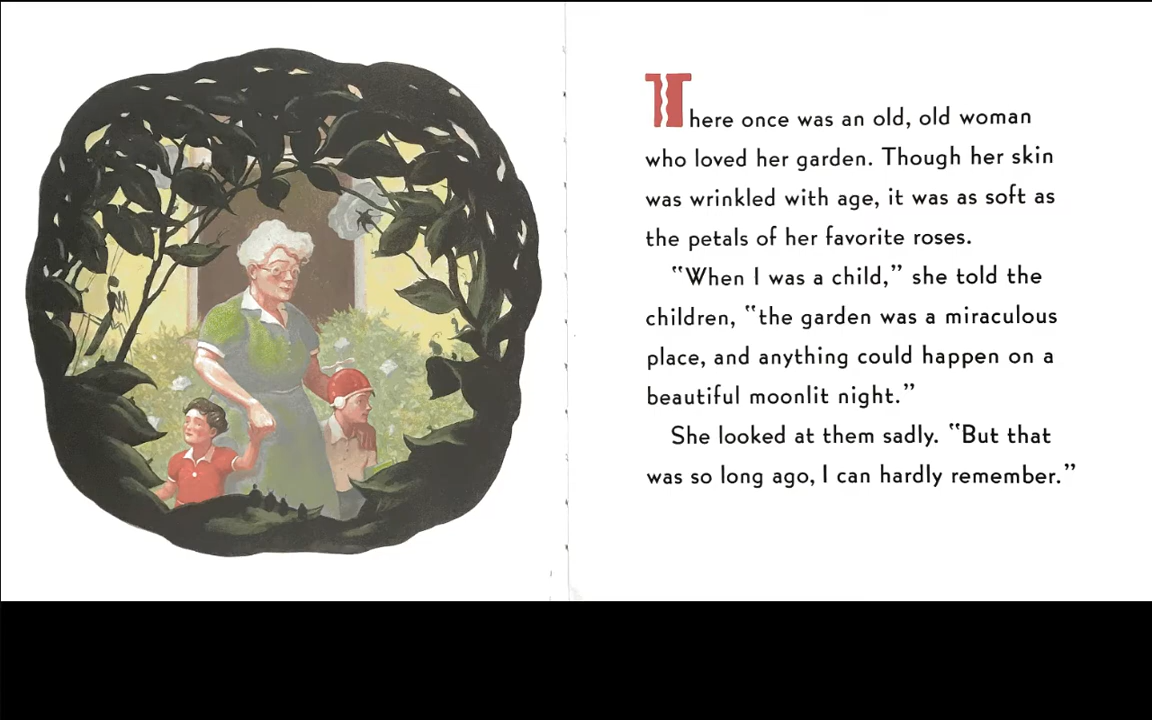 There once was an old, old woman
who loved her garden. Though her skin
was wrinkled with age, it was as soft as
the petals of her favorite roses.
"When I was a child," she told the
children, "the garden was a miraculous
place, and anything could happen on a
beautiful moonlit night."
She looked at them sadly. "But that
was so long ago, I can hardly remember."